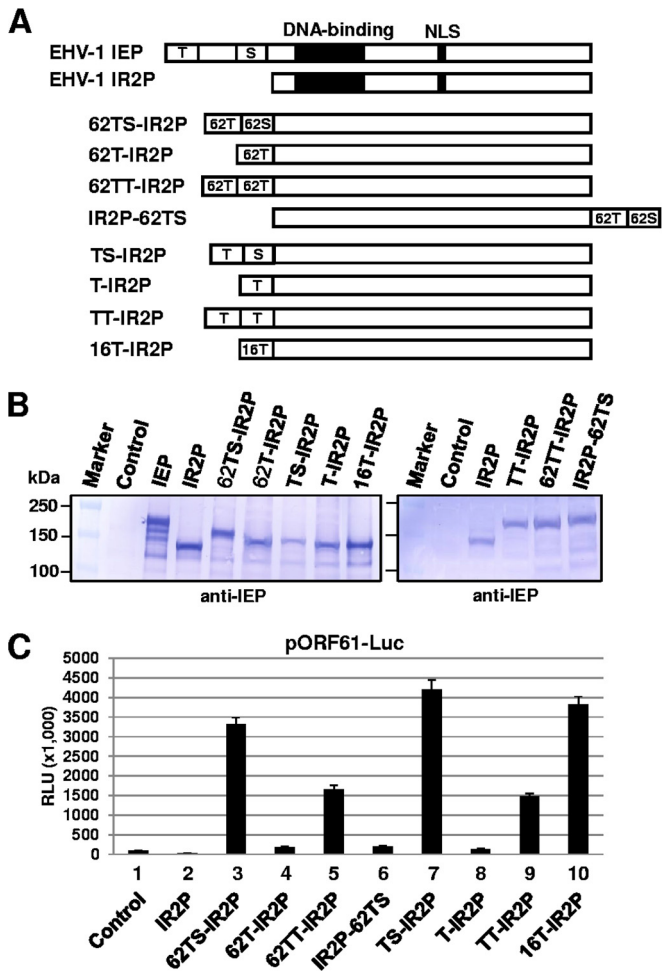 A
DNA-binding NLS
EHV-1 IEP T S
EHV-1 IR2P
62TS-IR2P 62T 62S
62T-IR2P 62T
62TT-IR2P 62T 62T
IR2P-62TS 62T 62S
TS-IR2P T S
T-IR2P T
TT-IR2P T T
16T-IR2P 16T
B
Marker Control IEP IR2P 62TS-IR2P 62T-IR2P TS-IR2P T-IR2P 16T-IR2P Marker Control IR2P TT-IR2P 62TT-IR2P IR2P-62TS
kDa
250
150
100
anti-IEP anti-IEP
C
pORF61-Luc
RLU (x1,000)
5000
4500
4000
3500
3000
2500
2000
1500
1000
500
0
1 2 3 4 5 6 7 8 9 10
Control IR2P 62TS-IR2P 62T-IR2P 62TT-IR2P IR2P-62TS TS-IR2P T-IR2P TT-IR2P 16T-IR2P